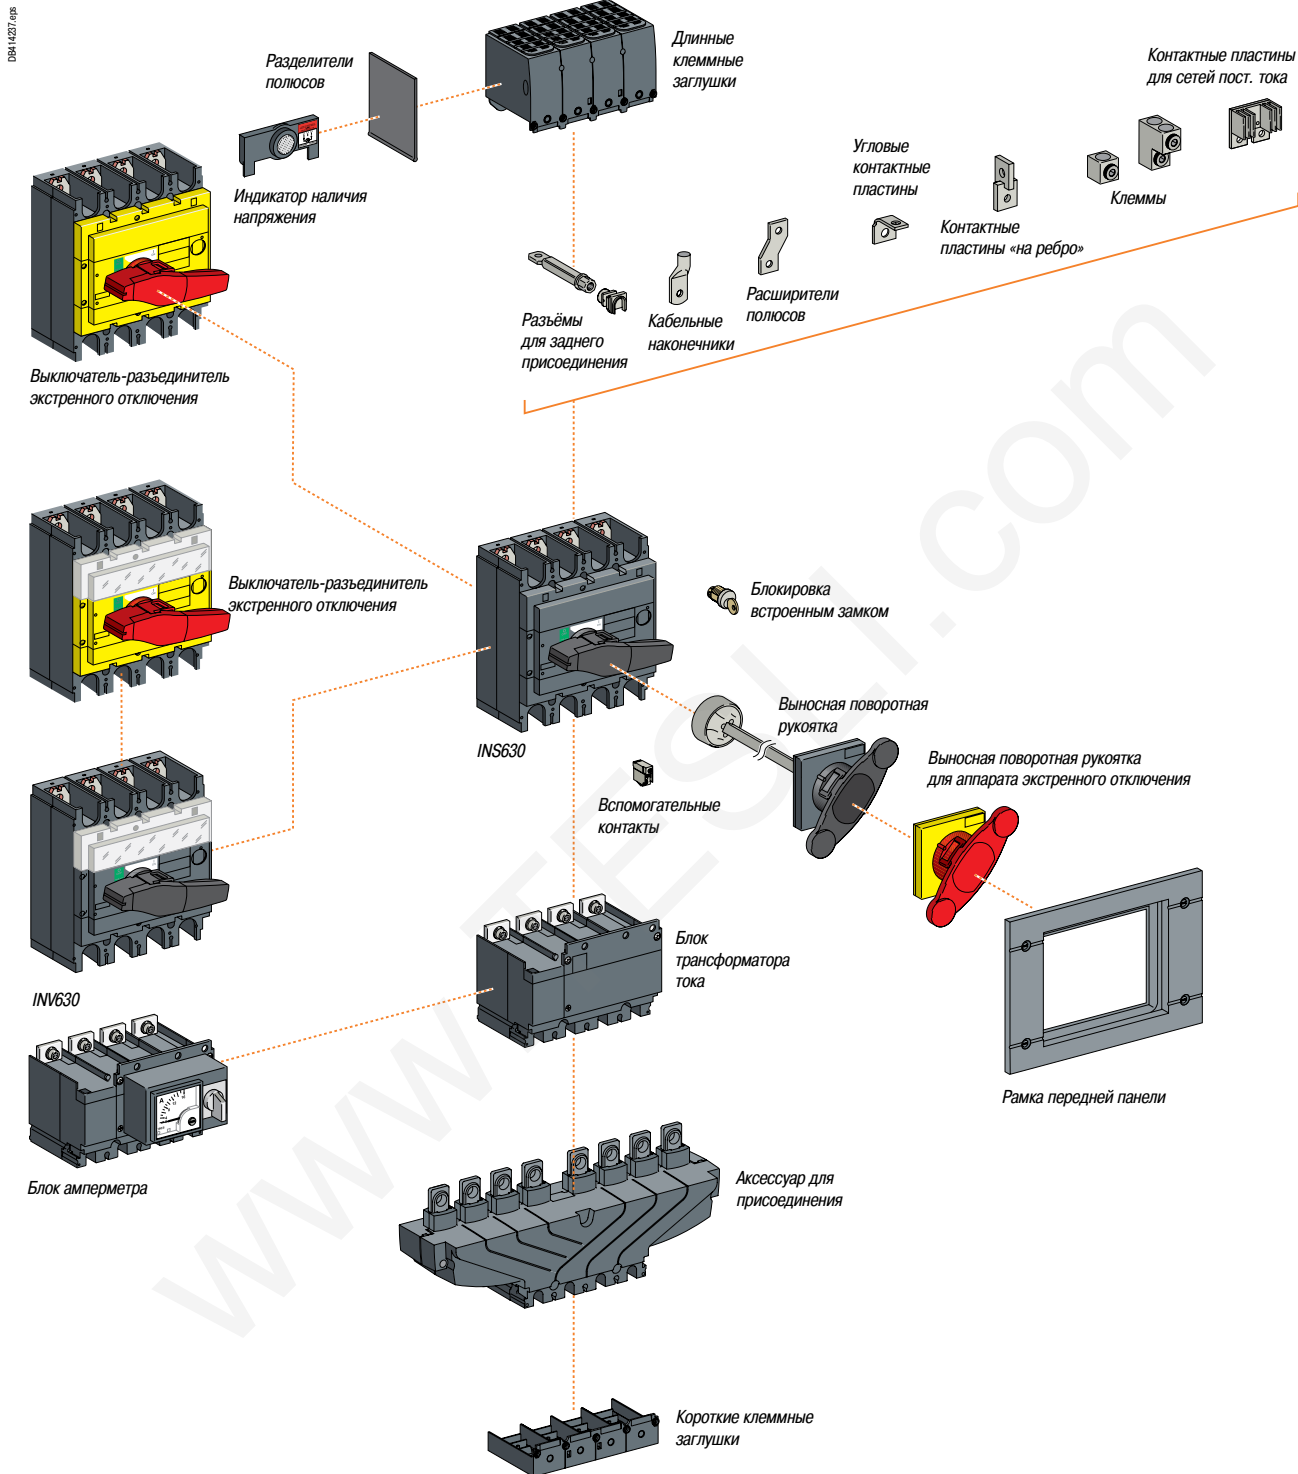 DB414237.eps
Разделители
полюсов
Длинные
клеммные
заглушки
Контактные пластины
для сетей пост. тока
Индикатор наличия
напряжения
Угловые
контактные
пластины
Клеммы
Контактные
пластины «на ребро»
Расширители
полюсов
Кабельные
наконечники
Разъёмы
для заднего
присоединения
Выключатель-разъединитель
экстренного отключения
Выключатель-разъединитель
экстренного отключения
Блокировка
встроенным замком
INS630
Выносная поворотная
рукоятка
Выносная поворотная рукоятка
для аппарата экстренного отключения
Вспомогательные
контакты
INV630
Блок
трансформатора
тока
Рамка передней панели
A
Блок амперметра
Аксессуар для
присоединения
Короткие клеммные
заглушки
www.TESLI.com